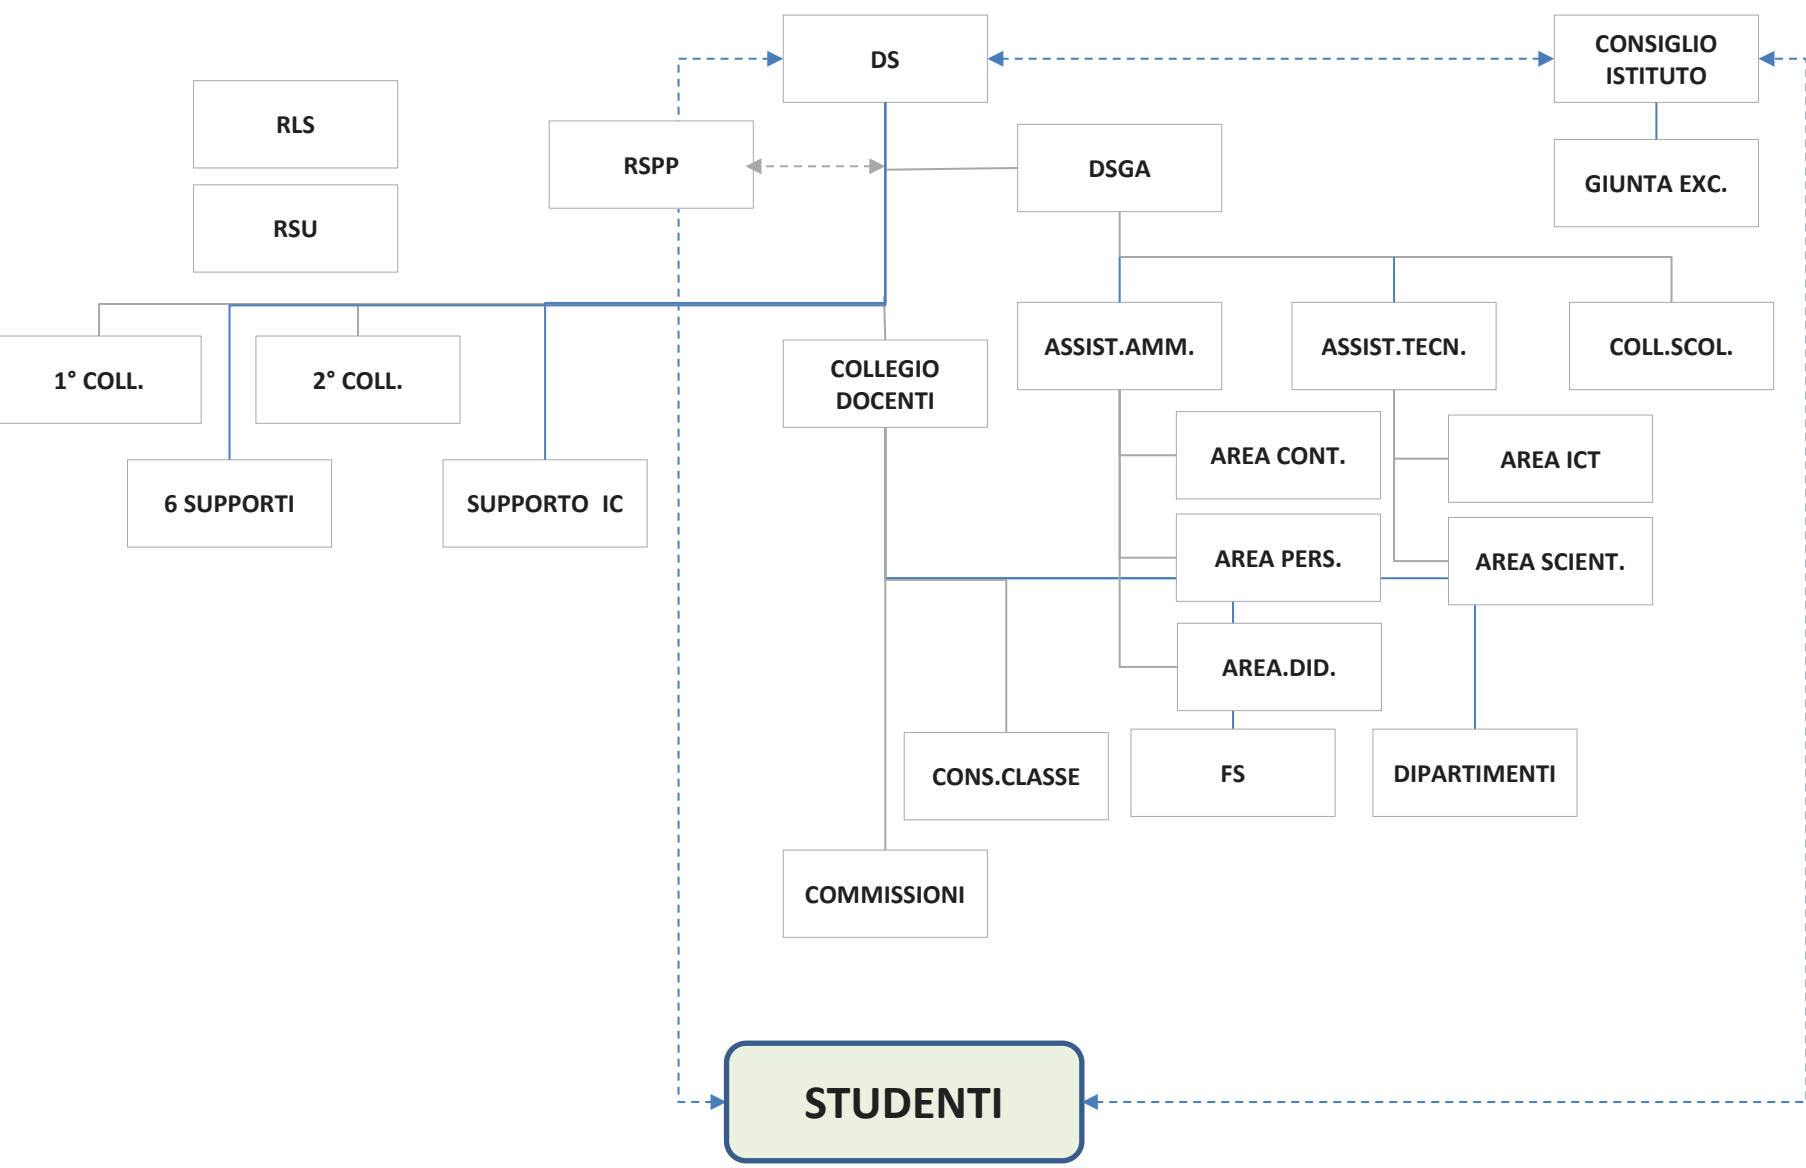 DS
CONSIGLIO
ISTITUTO
RLS
RSPP
DSGA
GIUNTA EXC.
RSU
1° COLL.
2° COLL.
COLLEGIO
DOCENTI
ASSIST.AMM.
ASSIST.TECN.
COLL.SCOL.
6 SUPPORTI
SUPPORTO  IC
AREA CONT.
AREA ICT
AREA PERS.
AREA SCIENT.
AREA.DID.
CONS.CLASSE
FS
DIPARTIMENTI
COMMISSIONI
STUDENTI